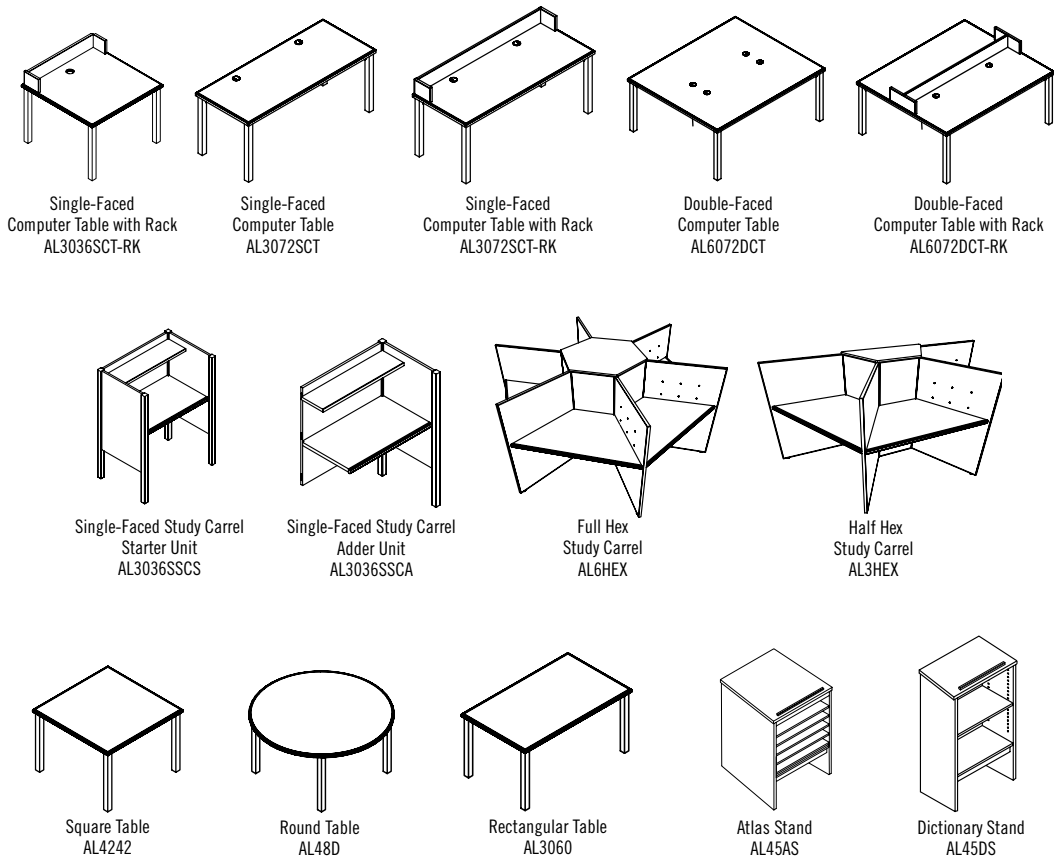 Single-Faced
Computer Table with Rack
AL3036SCT-RK
Single-Faced
Computer Table
AL3072SCT
Single-Faced
Computer Table with Rack
AL3072SCT-RK
Double-Faced
Computer Table
AL6072DCT
Double-Faced
Computer Table with Rack
AL6072DCT-RK
Single-Faced Study Carrel
Starter Unit
AL3036SSCS
Single-Faced Study Carrel
Adder Unit
AL3036SSCA
Full Hex
Study Carrel
AL6HEX
Half Hex
Study Carrel
AL3HEX
Square Table
AL4242
Round Table
AL48D
Rectangular Table
AL3060
Atlas Stand
AL45AS
Dictionary Stand
AL45DS